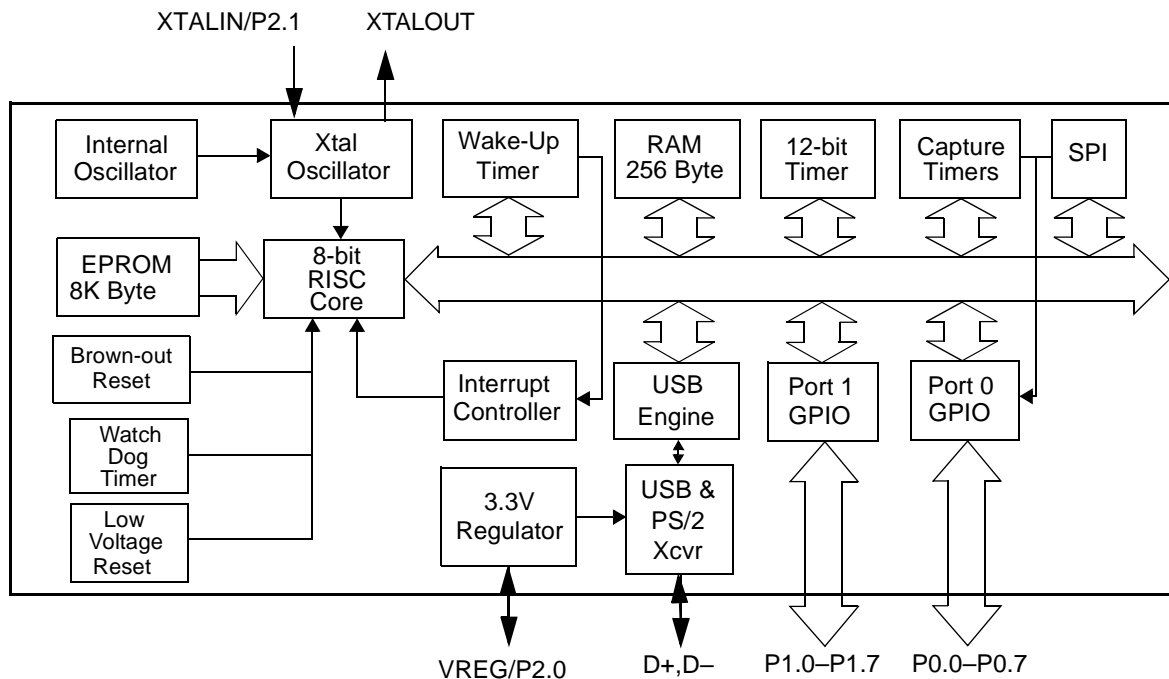 XTALIN/P2.1
XTALOUT
Internal
Oscillator
Xtal
Oscillator
Wake-Up
Timer
RAM
256 Byte
12-bit
Timer
Capture
Timers
SPI
EPROM
8K Byte
8-bit
RISC
Core
Brown-out
Reset
Interrupt
Controller
USB
Engine
Port 1
GPIO
Port 0
GPIO
Watch
Dog
Timer
Low
Voltage
Reset
3.3V
Regulator
USB &
PS/2
Xcvr
VREG/P2.0
D+,D–
P1.0–P1.7
P0.0–P0.7